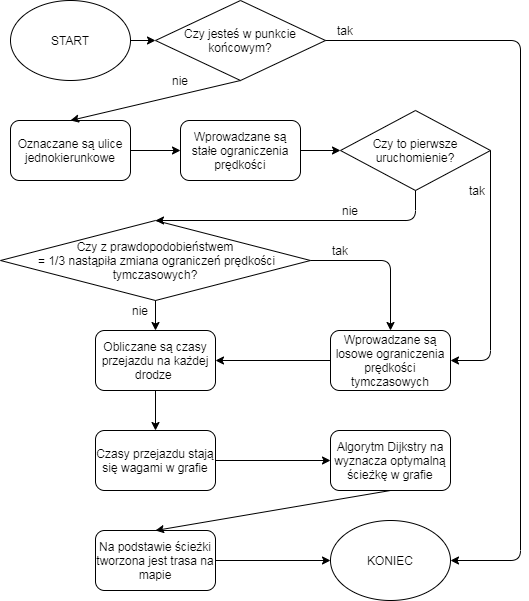 START
Czy jesteś w punkcie
końcowym?
tak
nie
Oznaczane są ulice
jednokierunkowe
Wprowadzane są
stałe ograniczenia
prędkości
Czy to pierwsze
uruchomienie?
tak
nie
Czy z prawdopodobieństwem
= 1/3 nastąpiła zmiana ograniczeń prędkości
tymczasowych?
tak
nie
Obliczane są czasy
przejazdu na każdej
drodze
Wprowadzane są
losowe ograniczenia
prędkości
tymczasowych
Czasy przejazdu stają
się wagami w grafie
Algorytm Dijkstry na
wyznacza optymalną
ścieżkę w grafie
Na podstawie ścieżki
tworzona jest trasa na
mapie
KONIEC